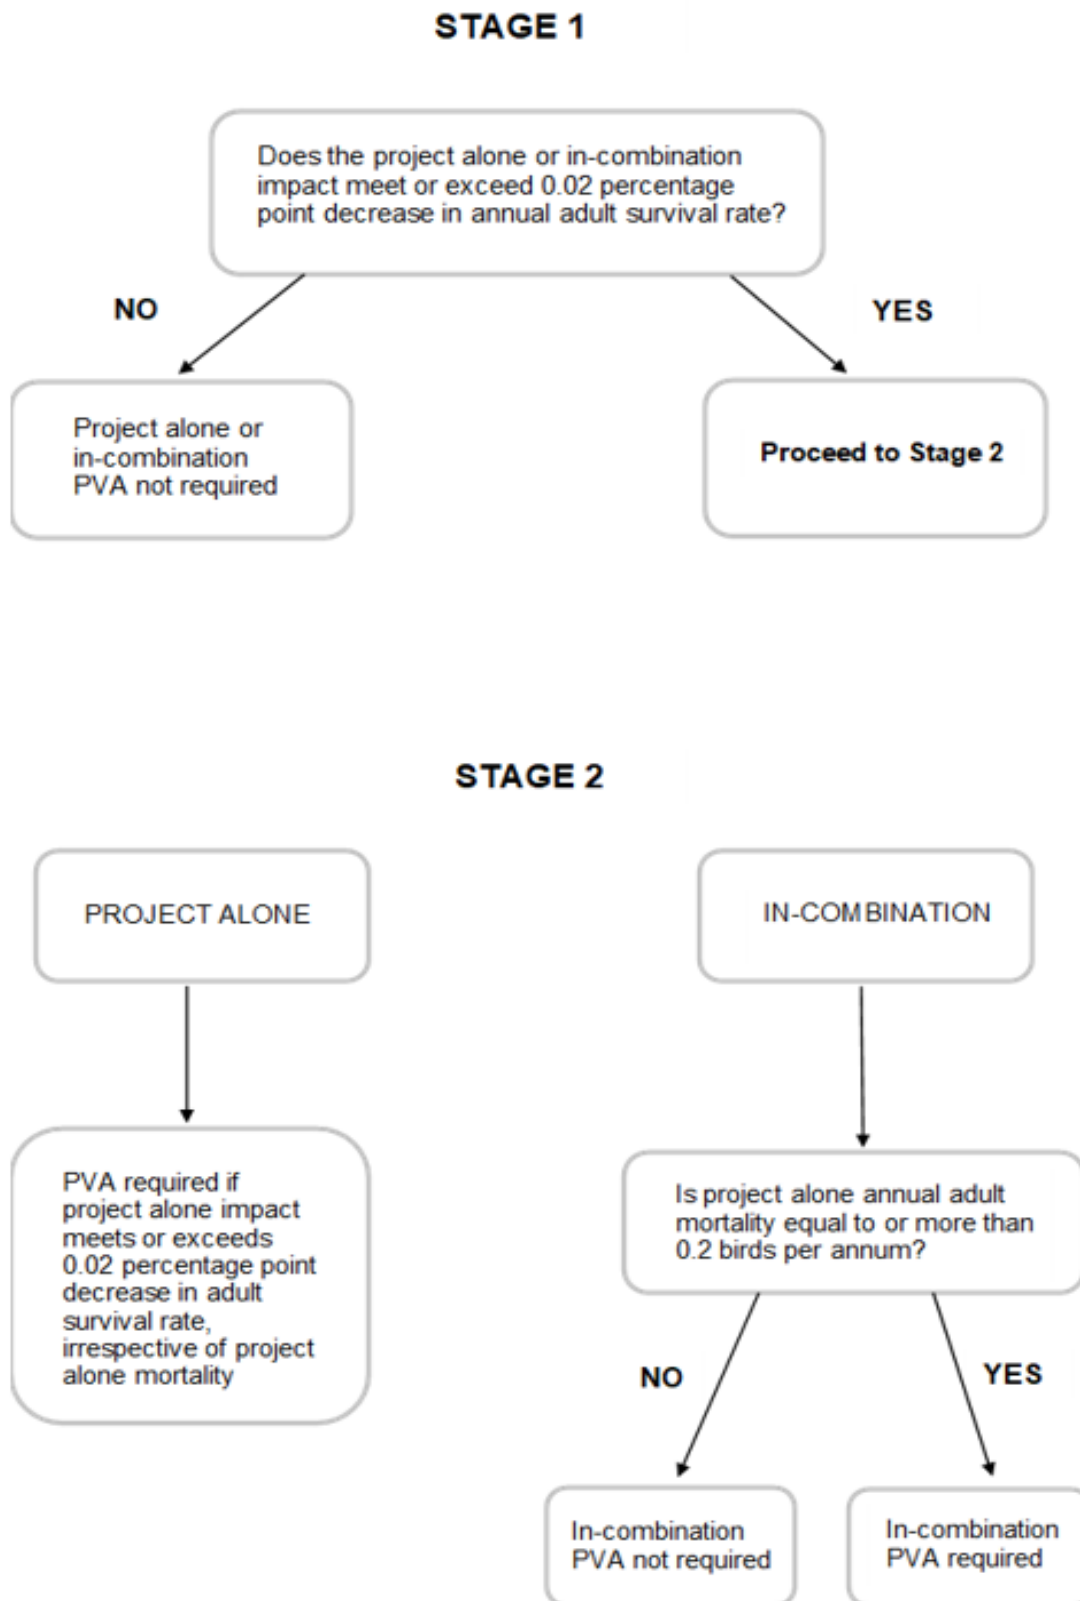 STAGE 1
Does the project alone or in-combination
impact meet or exceed 0.02 percentage
point decrease in annual adult survival rate?
NO
YES
Project alone or
in-combination
PVA not required
Proceed to Stage 2
STAGE 2
PROJECT ALONE
IN-COMBINATION
PVA required if
project alone impact
meets or exceeds
0.02 percentage point
decrease in adult
survival rate,
irrespective of project
alone mortality
Is project alone annual adult
mortality equal to or more than
0.2 birds per annum?
NO
YES
In-combination
PVA not required
In-combination
PVA required